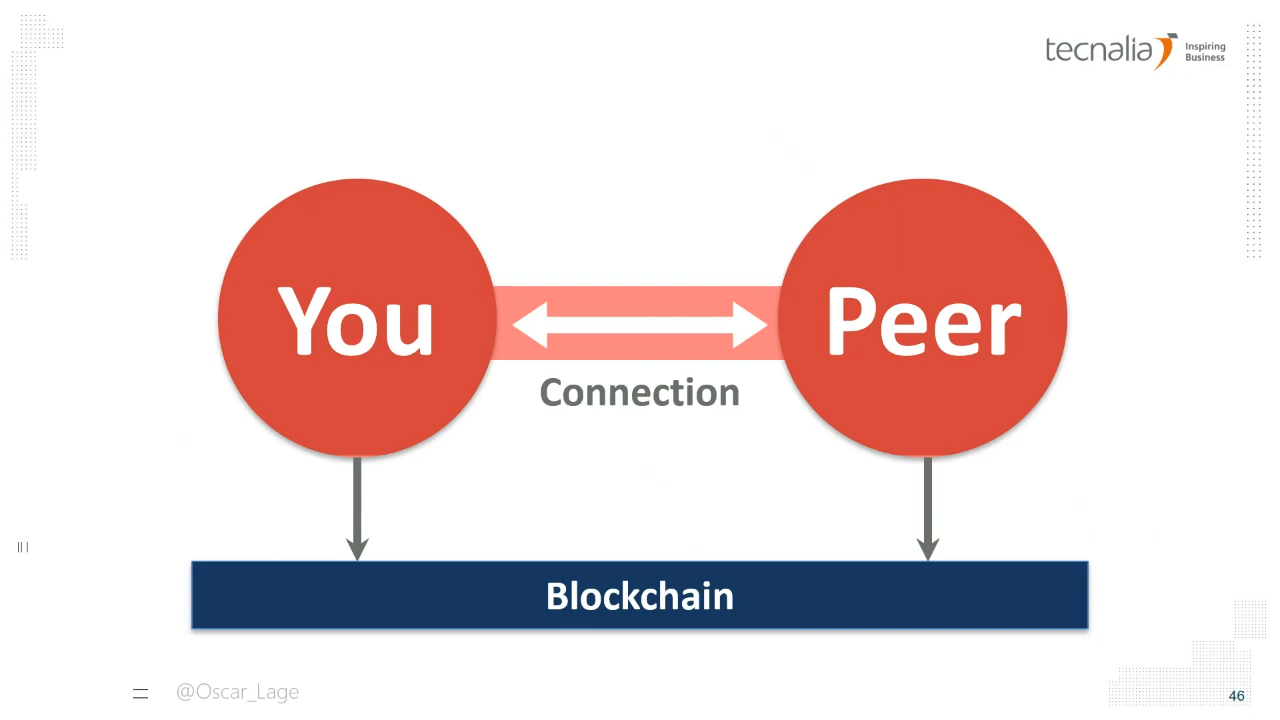 tecnalia
Inspiring
Business
You
Peer
Connection
Blockchain
@Oscar_Lage
46